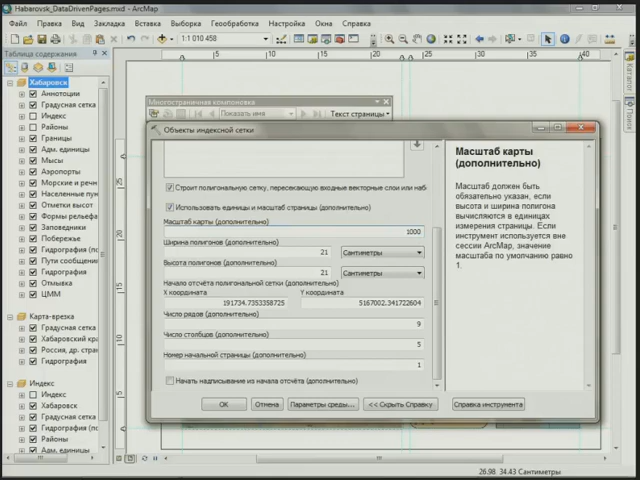 Habarovsk_DataDrivenPages.mxd - ArcMap
Файл Правка Вид Закладки Вставка Выборка Геообработка Настройка Окна Справка
1:1 010 458
Таблица содержания
Хабаровск
Аннотации
Градусная сетка
Индекс
Районы
Границы
Адм. единицы
Мысы
Аэропорты
Морские и речн
Населенные пун
Отметки высот
Формы рельефа
Заповедники
Побережье
Гидрография (по
Пути сообщени
Гидрография
Отмывка
ЦММ
Карта-врезка
Градусная сетка
Хабаровский кра
Россия, др. стран
Гидрография
Индекс
Индекс
Хабаровск
Градусная сетка
Гидрография (по
Районы
Адм. единицы
Многостраничная компоновка
Показать имя
Текст страницы
Объекты индексной сетки
Строит полигональную сетку, пересекающую входные векторные слои или наб
Использовать единицы и масштаб страницы (дополнительно)
Масштаб карты (дополнительно)
1000
Ширина полигонов (дополнительно)
21 Сантиметры
Высота полигонов (дополнительно)
21 Сантиметры
Начало отсчёта полигональной сетки (дополнительно)
X координата Y координата
191734.7353358725 5167002.341722604
Число рядов (дополнительно)
9
Число столбцов (дополнительно)
5
Номер начальной страницы (дополнительно)
1
Начать надписывание из начала отсчёта (дополнительно)
OK Отмена Параметры среды... << Скрыть Справку Справка инструмента
Масштаб карты
(дополнительно)
Масштаб должен быть
обязательно указан, если
высота и ширина полигона
вычисляются в единицах
измерения страницы. Если
инструмент используется вне
сессии ArcMap, значение
масштаба по умолчанию равно
1.
Каталог
Поиск
26.98 34.43 Сантиметры